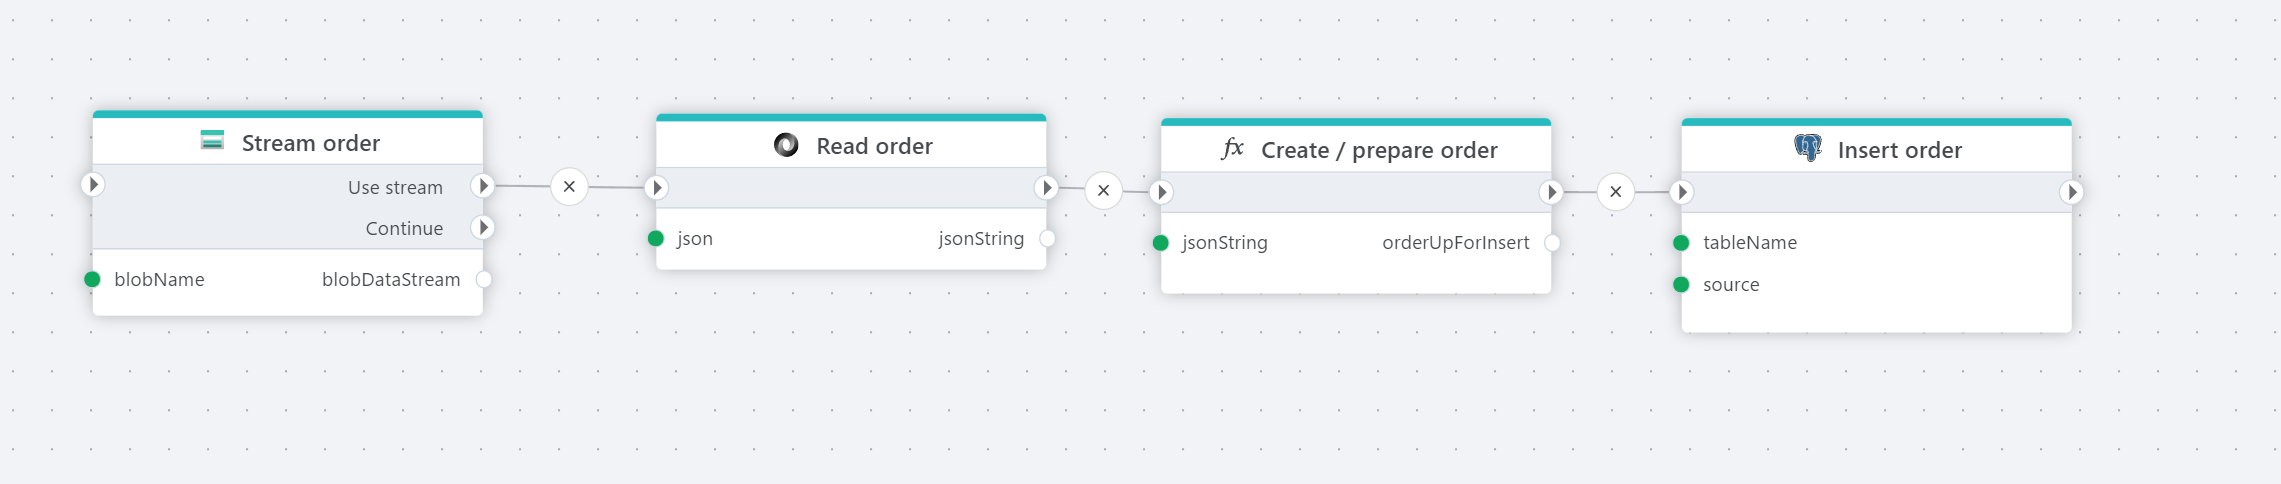 Stream order
Use stream
Continue
blobName blobDataStream
Read order
json jsonString
fx Create / prepare order
jsonString orderUpForInsert
Insert order
tableName
source